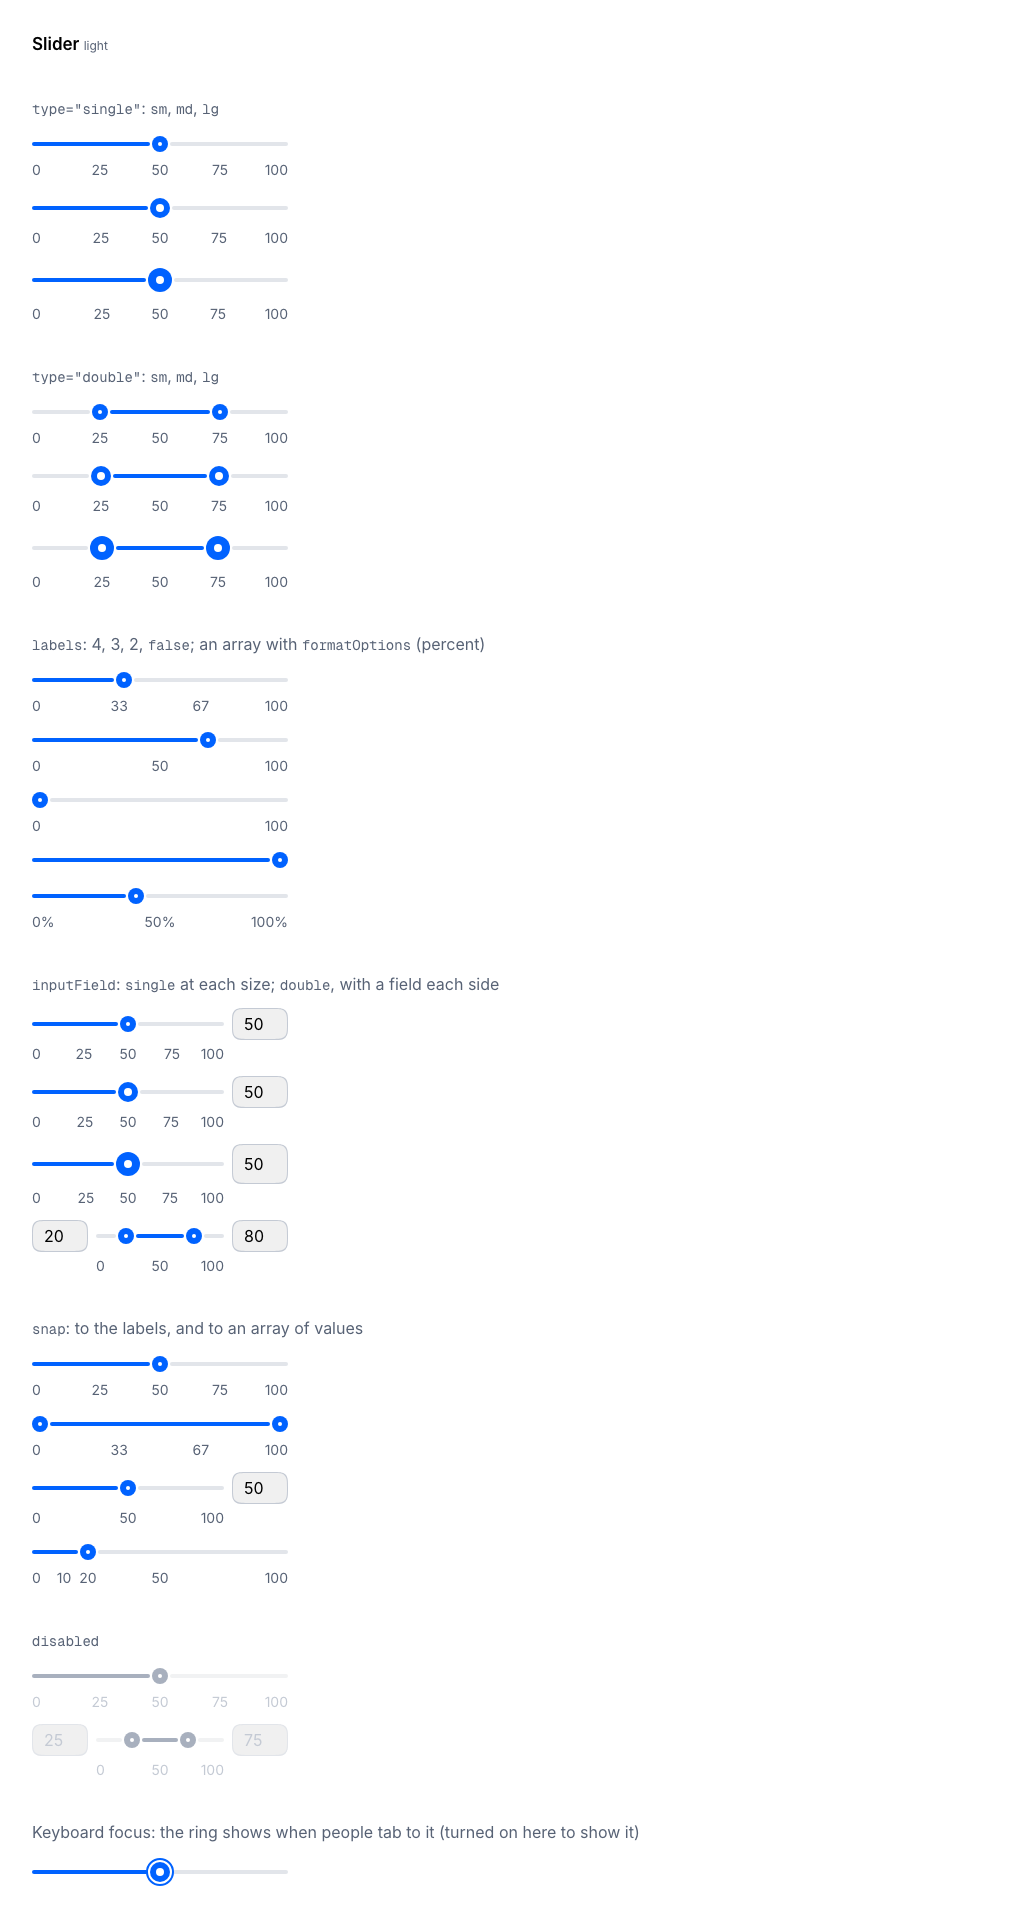 Slider light
type="single": sm, md, lg
0 25 50 75 100
0 25 50 75 100
0 25 50 75 100
type="double": sm, md, lg
0 25 50 75 100
0 25 50 75 100
0 25 50 75 100
labels: 4, 3, 2, false; an array with formatOptions (percent)
0 33 67 100
0 50 100
0 100
0% 50% 100%
inputField: single at each size; double, with a field each side
50
0 25 50 75 100
50
0 25 50 75 100
50
0 25 50 75 100
20 80
0 50 100
snap: to the labels, and to an array of values
0 25 50 75 100
0 33 67 100
50
0 50 100
0 10 20 50 100
disabled
0 25 50 75 100
25 75
0 50 100
Keyboard focus: the ring shows when people tab to it (turned on here to show it)